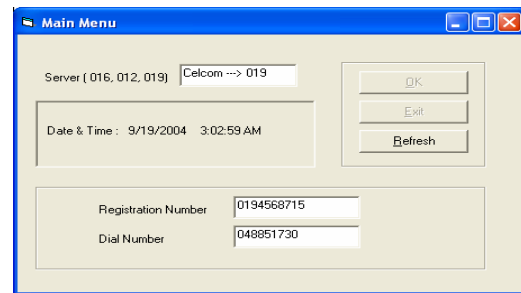 Main Menu
Server ( 016, 012, 019) Celcom ---> 019
OK
Exit
Date & Time : 9/19/2004 3:02:59 AM
Refresh
Registration Number 0194568715
Dial Number 048851730